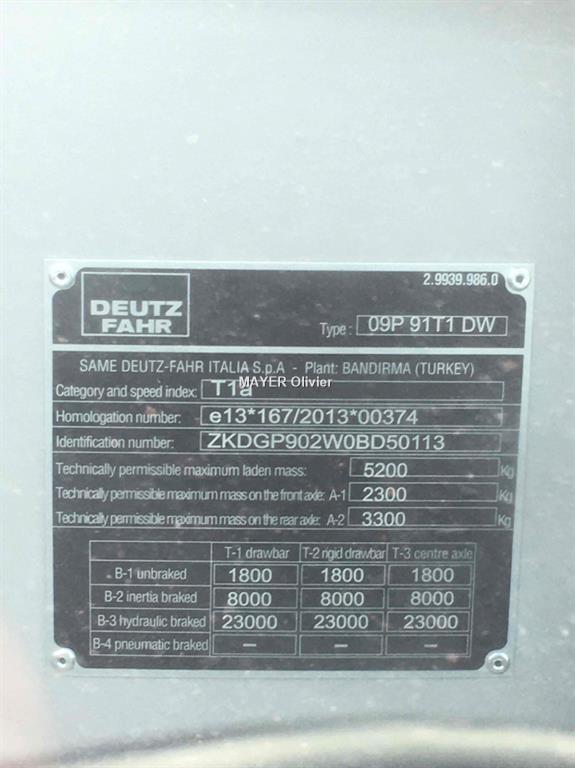 2.9939.986.0
DEUTZ
FAHR
Type: 09P 91T1 DW
SAME DEUTZ-FAHR ITALIA S.p.A - Plant: BANDIRMA (TURKEY)
MAYER Olivier
Category and speed index: T1a
Homologation number: e13*167/2013*00374
Identification number: ZKDGP902W0BD50113
Technically permissible maximum laden mass: 5200 Kg
Technically permissible maximum mass on the front axle: A-1 2300 Kg
Technically permissible maximum mass on the rear axle: A-2 3300 Kg
T-1 drawbar T-2 rigid drawbar T-3 centre axle
B-1 unbraked 1800 1800 1800
B-2 inertia braked 8000 8000 8000
B-3 hydraulic braked 23000 23000 23000
B-4 pneumatic braked — — —